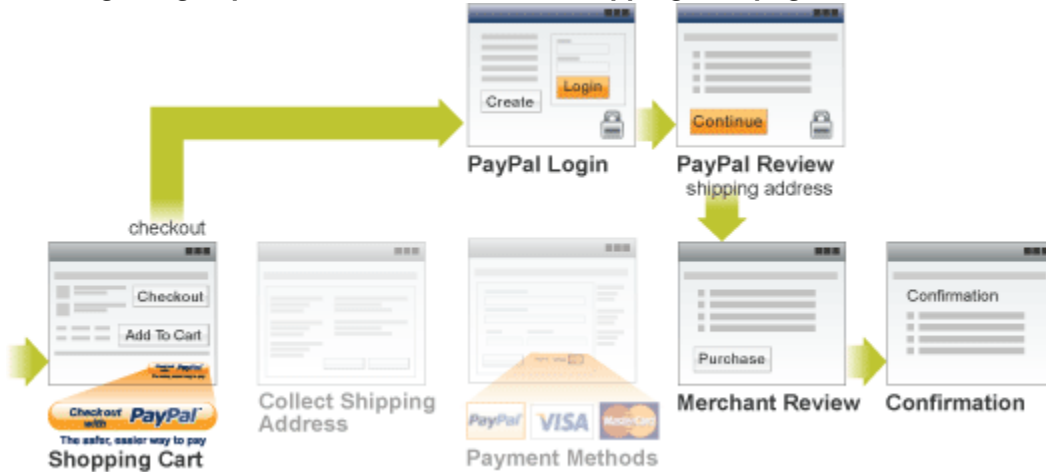 Create
Login
Continue
PayPal Login
PayPal Review
shipping address
checkout
Checkout
Add To Cart
Purchase
Confirmation
Checkout
with
PayPal
The safer, easier way to pay
Shopping Cart
Collect Shipping
Address
PayPal
VISA
MasterCard
Payment Methods
Merchant Review
Confirmation